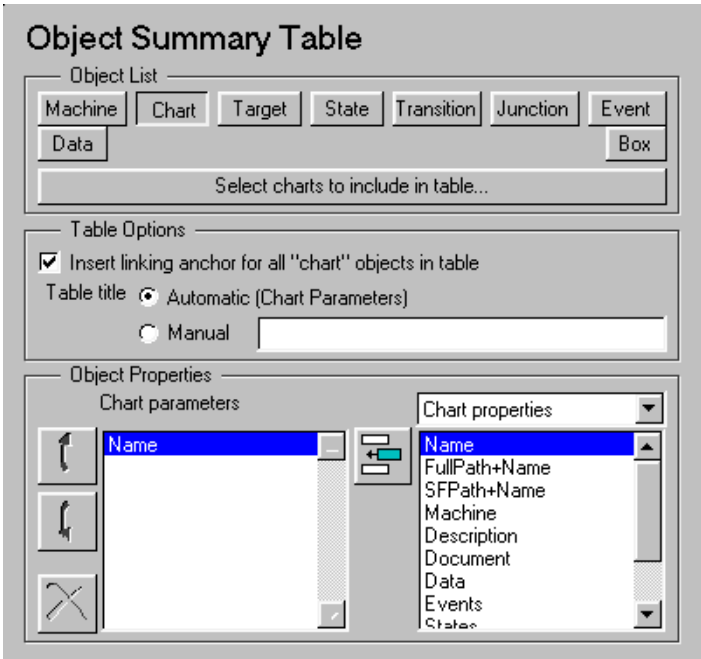 Object Summary Table
Object List
Machine Chart Target State Transition Junction Event
Data Box
Select charts to include in table...
Table Options
Insert linking anchor for all "chart" objects in table
Table title Automatic (Chart Parameters)
Manual
Object Properties
Chart parameters Chart properties
Name Name
FullPath+Name
SFPath+Name
Machine
Description
Document
Data
Events
States